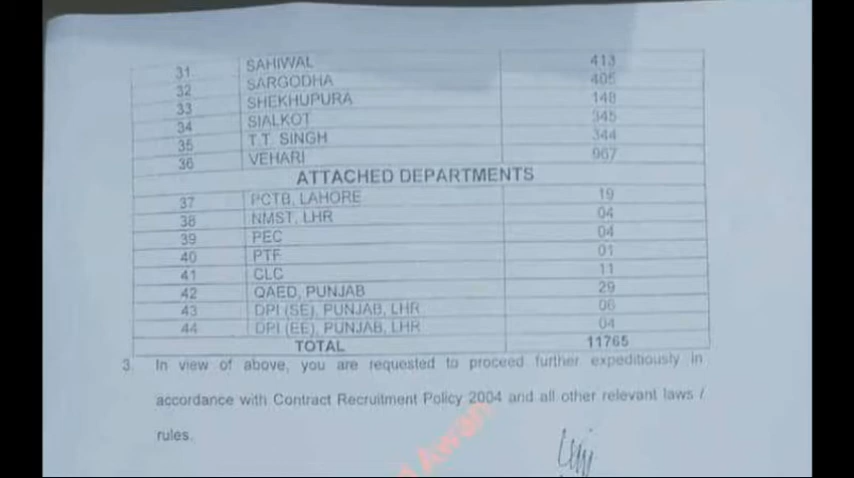 31 SAHIWAL 413
32 SARGODHA 405
33 SHEKHUPURA 148
34 SIALKOT 345
35 T.T. SINGH 344
36 VEHARI 967
ATTACHED DEPARTMENTS
37 PCTB, LAHORE 19
38 NMST, LHR 04
39 PEC 04
40 PTF 01
41 CLC 11
42 QAED, PUNJAB 29
43 DPI (SE), PUNJAB, LHR 06
44 DPI (EE), PUNJAB, LHR 04
TOTAL 11765
3. In view of above, you are requested to proceed further expeditiously in
accordance with Contract Recruitment Policy 2004 and all other relevant laws /
rules.
Awan